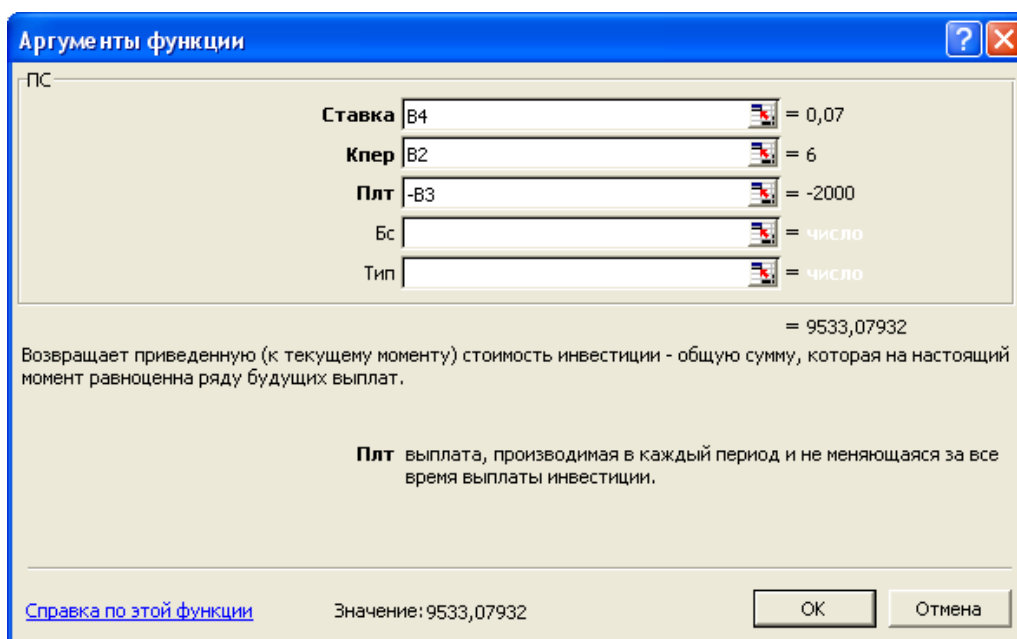 Аргументы функции
ПС
Ставка B4 = 0,07
Кпер B2 = 6
Плт -B3 = -2000
Бс = число
Тип = число
= 9533,07932
Возвращает приведенную (к текущему моменту) стоимость инвестиции - общую сумму, которая на настоящий
момент равноценна ряду будущих выплат.
Плт выплата, производимая в каждый период и не меняющаяся за все
время выплаты инвестиции.
Справка по этой функции Значение: 9533,07932 ОК Отмена